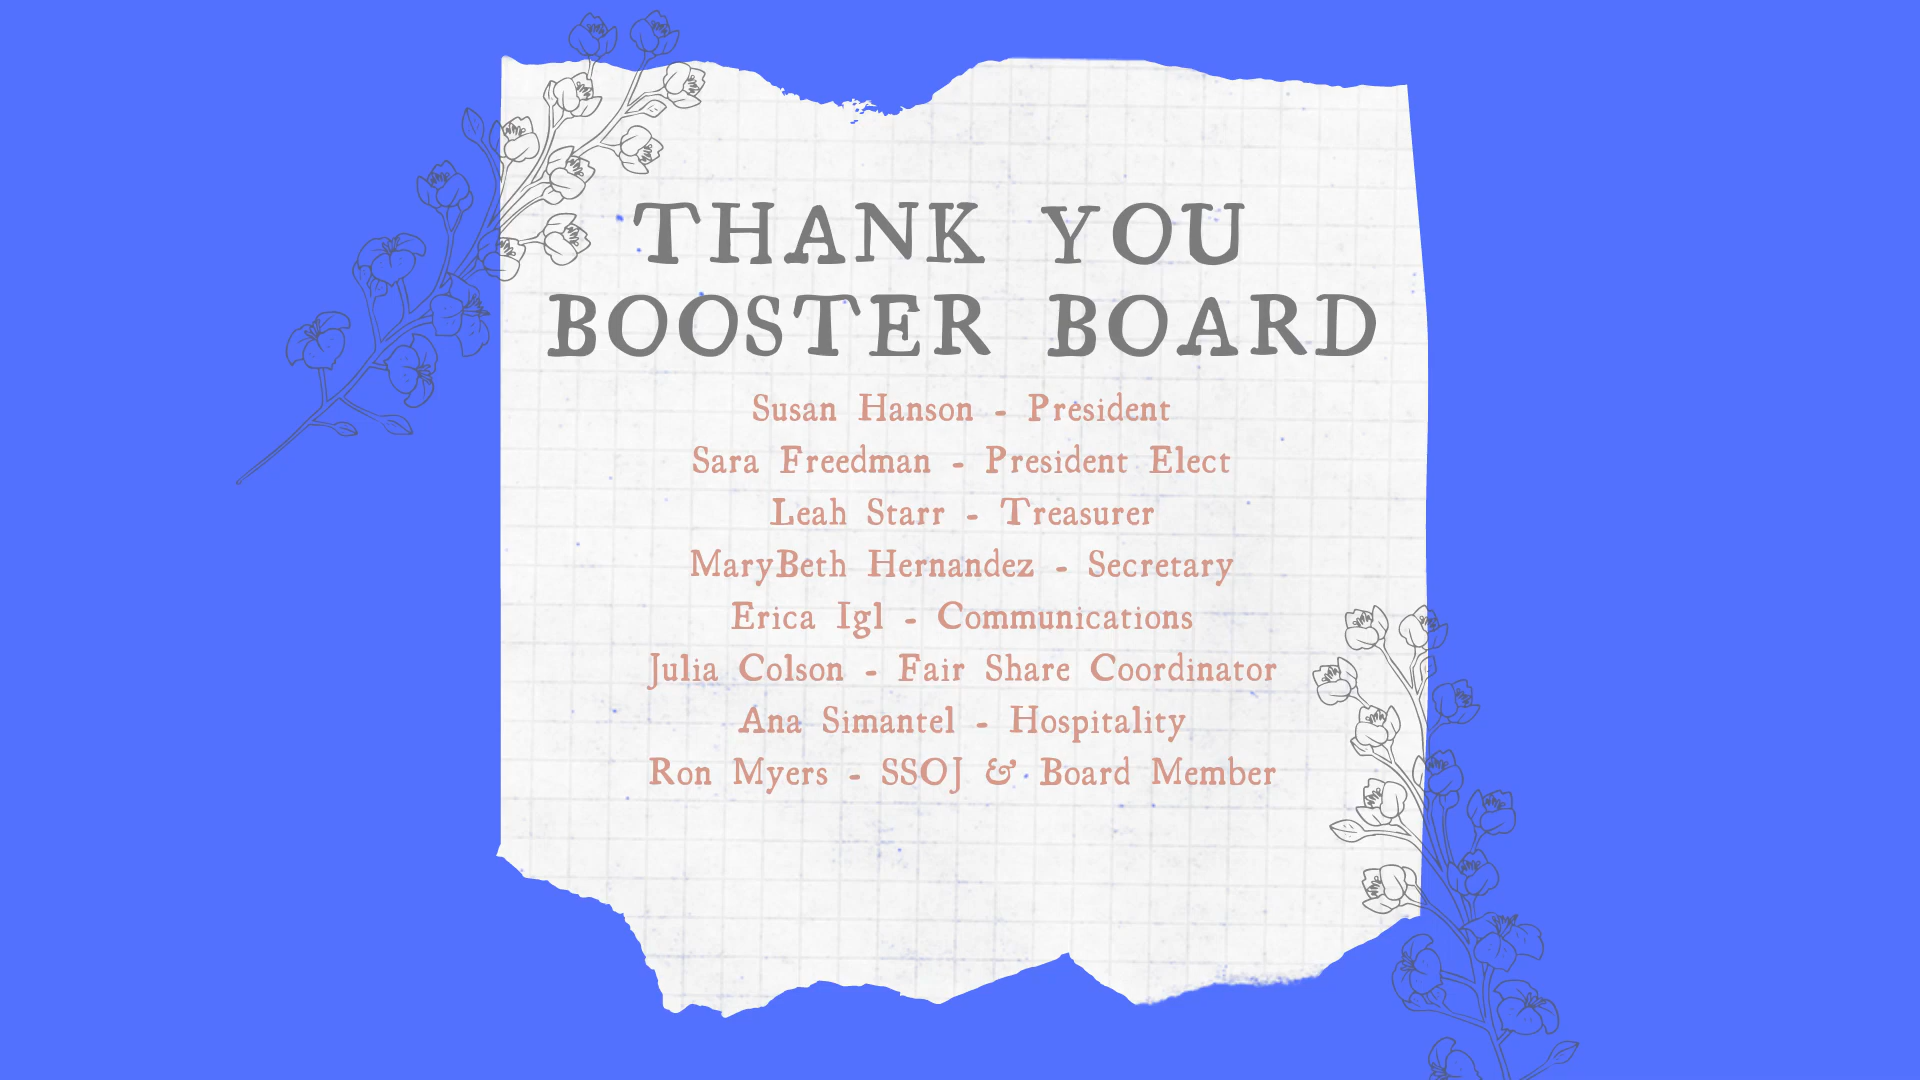 THANK YOU
BOOSTER BOARD
Susan Hanson - President
Sara Freedman - President Elect
Leah Starr - Treasurer
MaryBeth Hernandez - Secretary
Erica Igl - Communications
Julia Colson - Fair Share Coordinator
Ana Simantel - Hospitality
Ron Myers - SSOJ & Board Member